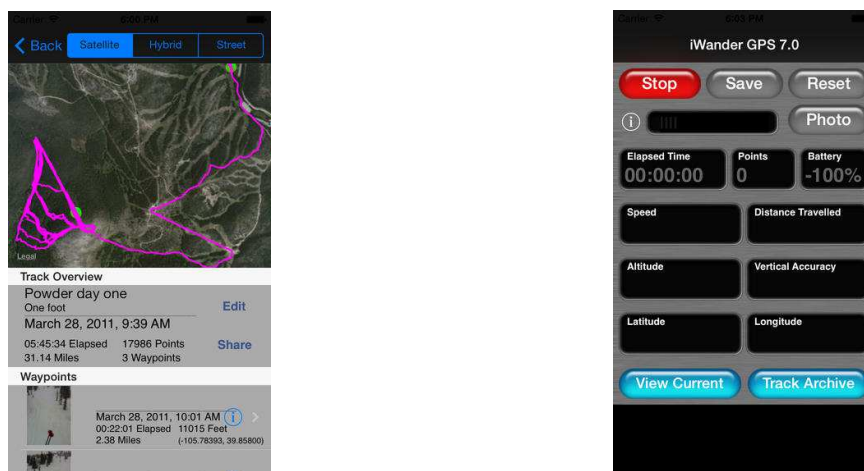 Carrier 6:00 PM
Back Satellite Hybrid Street
Legal
Track Overview
Powder day one
One foot
Edit
March 28, 2011, 9:39 AM
05:45:34 Elapsed 17986 Points
Share
31.14 Miles 3 Waypoints
Waypoints
March 28, 2011, 10:01 AM
00:22:01 Elapsed 11015 Feet
2.38 Miles (-105.78393, 39.85800)
Carrier 6:03 PM
iWander GPS 7.0
Stop Save Reset
Photo
Elapsed Time Points Battery
00:00:00 0 -100%
Speed Distance Travelled
Altitude Vertical Accuracy
Latitude Longitude
View Current Track Archive